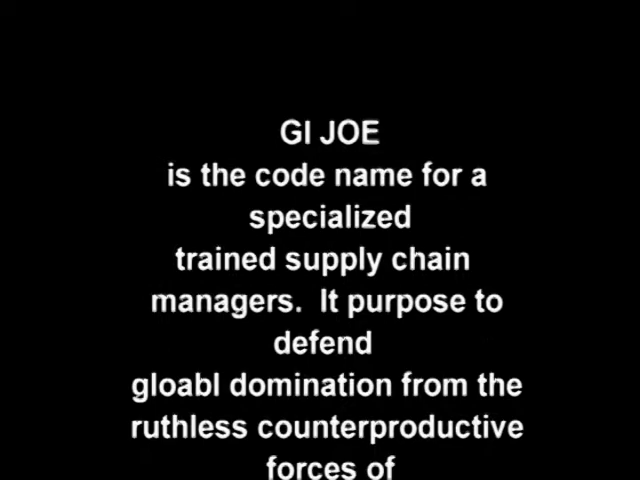 GI JOE
is the code name for a
specialized
trained supply chain
managers.  It purpose to
defend
gloabl domination from the
ruthless counterproductive
forces of